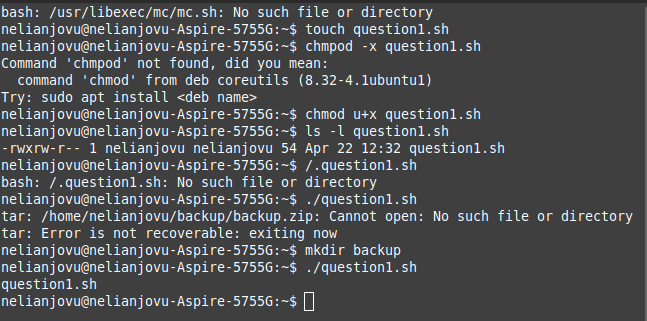 bash: /usr/libexec/mc/mc.sh: No such file or directory
nelianjovu@nelianjovu-Aspire-5755G:~$ touch question1.sh
nelianjovu@nelianjovu-Aspire-5755G:~$ chmpod -x question1.sh
Command 'chmpod' not found, did you mean:
  command 'chmod' from deb coreutils (8.32-4.1ubuntu1)
Try: sudo apt install <deb name>
nelianjovu@nelianjovu-Aspire-5755G:~$ chmod u+x question1.sh
nelianjovu@nelianjovu-Aspire-5755G:~$ ls -l question1.sh
-rwxrw-r-- 1 nelianjovu nelianjovu 54 Apr 22 12:32 question1.sh
nelianjovu@nelianjovu-Aspire-5755G:~$ /.question1.sh
bash: /.question1.sh: No such file or directory
nelianjovu@nelianjovu-Aspire-5755G:~$ ./question1.sh
tar: /home/nelianjovu/backup/backup.zip: Cannot open: No such file or directory
tar: Error is not recoverable: exiting now
nelianjovu@nelianjovu-Aspire-5755G:~$ mkdir backup
nelianjovu@nelianjovu-Aspire-5755G:~$ ./question1.sh
question1.sh
nelianjovu@nelianjovu-Aspire-5755G:~$